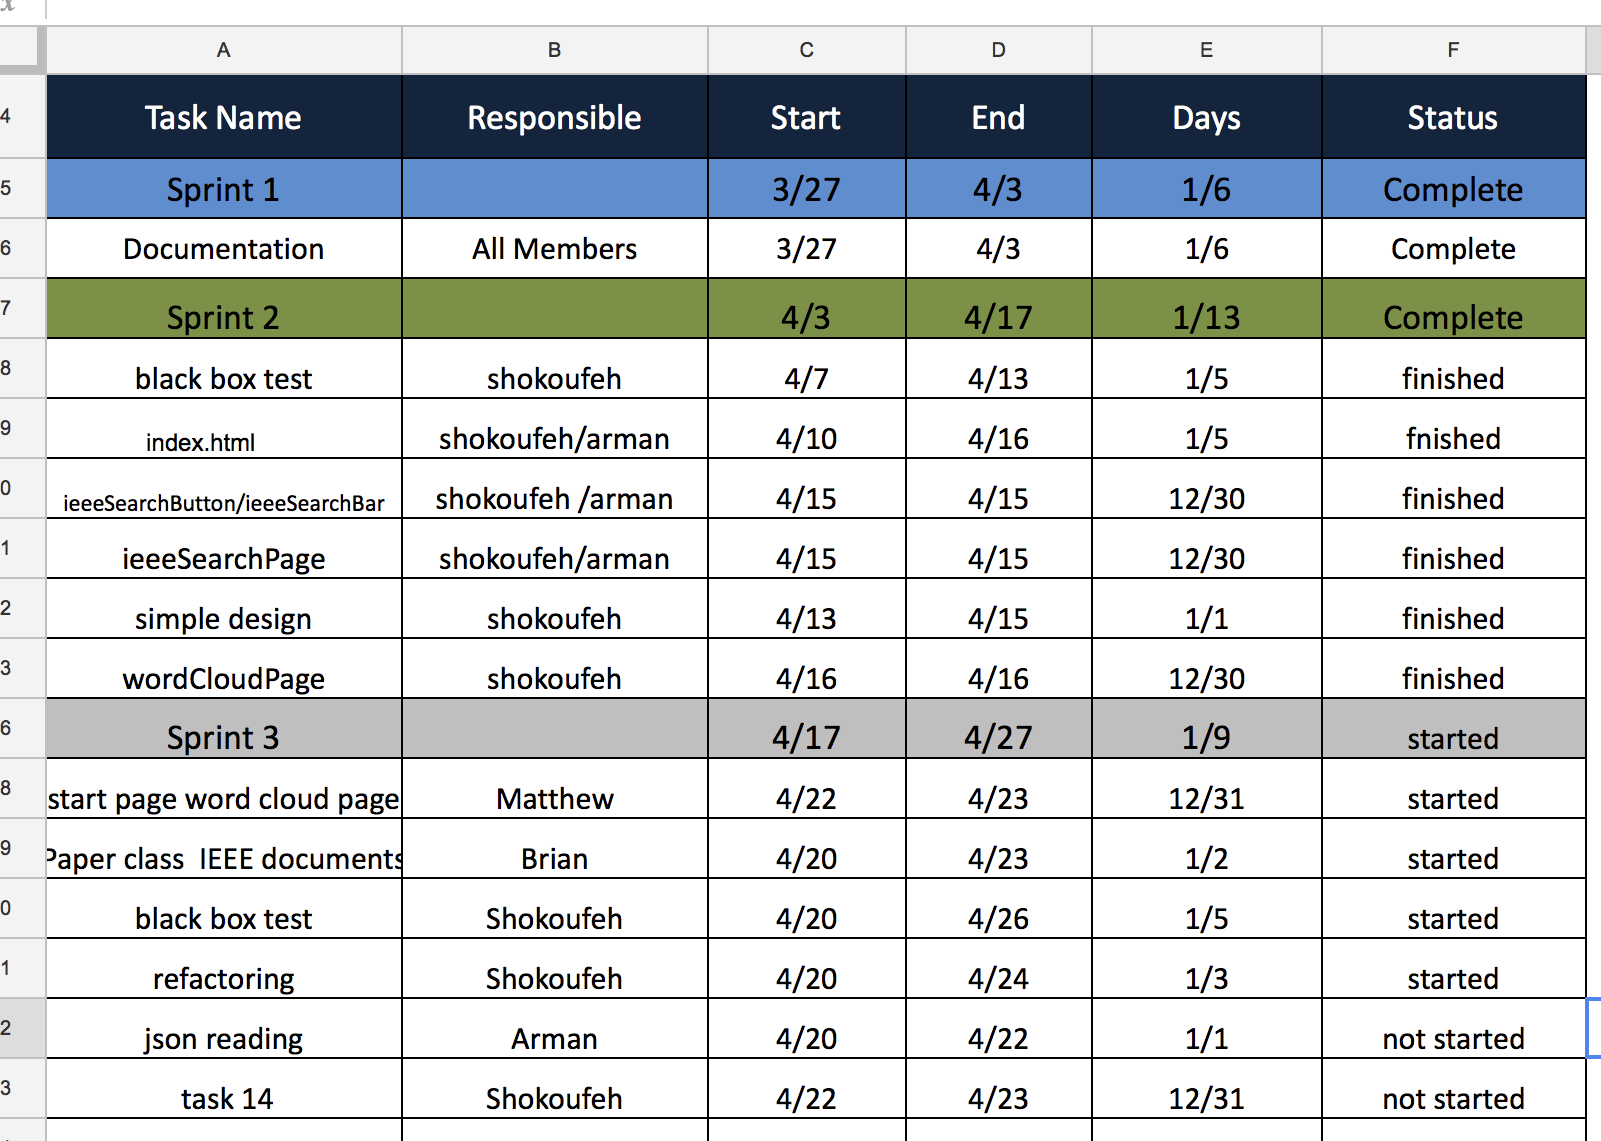 x
A B C D E F
4 Task Name Responsible Start End Days Status
5 Sprint 1 3/27 4/3 1/6 Complete
6 Documentation All Members 3/27 4/3 1/6 Complete
7 Sprint 2 4/3 4/17 1/13 Complete
8 black box test shokoufeh 4/7 4/13 1/5 finished
9 index.html shokoufeh/arman 4/10 4/16 1/5 fnished
0 ieeeSearchButton/ieeeSearchBar shokoufeh /arman 4/15 4/15 12/30 finished
1 ieeeSearchPage shokoufeh/arman 4/15 4/15 12/30 finished
2 simple design shokoufeh 4/13 4/15 1/1 finished
3 wordCloudPage shokoufeh 4/16 4/16 12/30 finished
6 Sprint 3 4/17 4/27 1/9 started
8 start page word cloud page Matthew 4/22 4/23 12/31 started
9 Paper class IEEE documents Brian 4/20 4/23 1/2 started
0 black box test Shokoufeh 4/20 4/26 1/5 started
1 refactoring Shokoufeh 4/20 4/24 1/3 started
2 json reading Arman 4/20 4/22 1/1 not started
3 task 14 Shokoufeh 4/22 4/23 12/31 not started